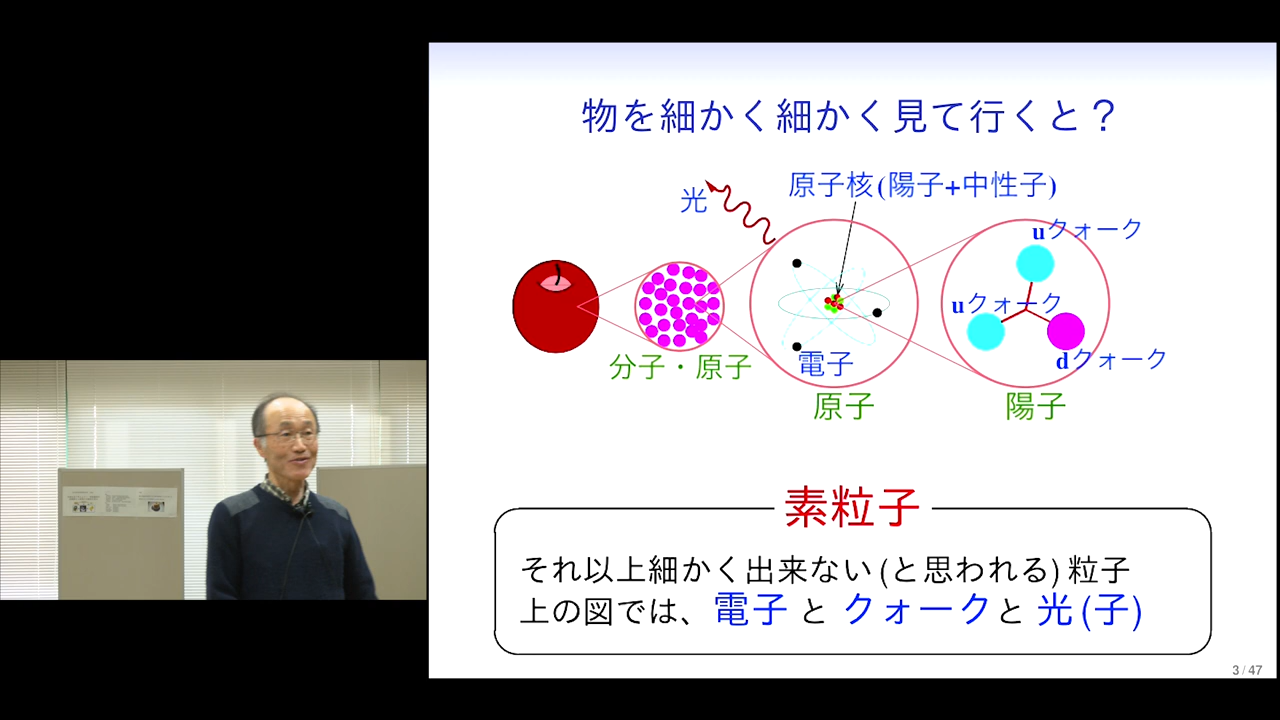 物を細かく細かく見て行くと？
光
原子核(陽子+中性子)
uクォーク
uクォーク
dクォーク
電子
分子・原子
原子
陽子
素粒子
それ以上細かく出来ない(と思われる)粒子
上の図では、電子 と クォークと 光(子)
3 / 47